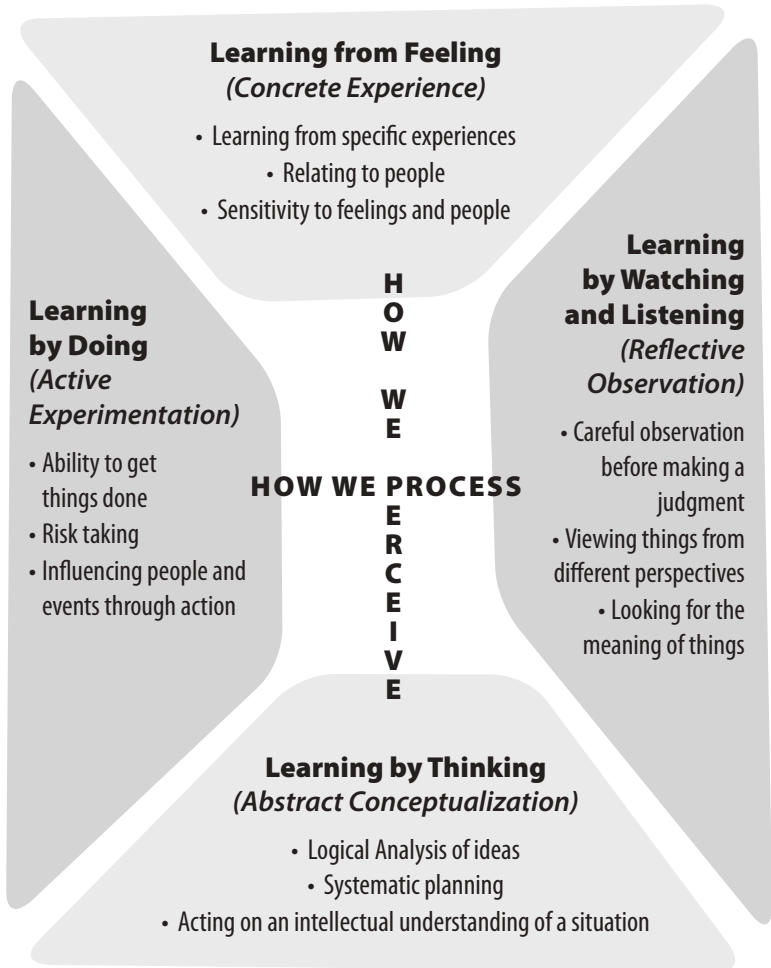 Learning from Feeling
(Concrete Experience)
• Learning from specific experiences
• Relating to people
• Sensitivity to feelings and people
Learning
by Doing
(Active
Experimentation)
• Ability to get
things done
• Risk taking
• Influencing people and
events through action
HOW WE PERCEIVE
HOW WE PROCESS
Learning
by Watching
and Listening
(Reflective
Observation)
• Careful observation
before making a
judgment
• Viewing things from
different perspectives
• Looking for the
meaning of things
Learning by Thinking
(Abstract Conceptualization)
• Logical Analysis of ideas
• Systematic planning
• Acting on an intellectual understanding of a situation